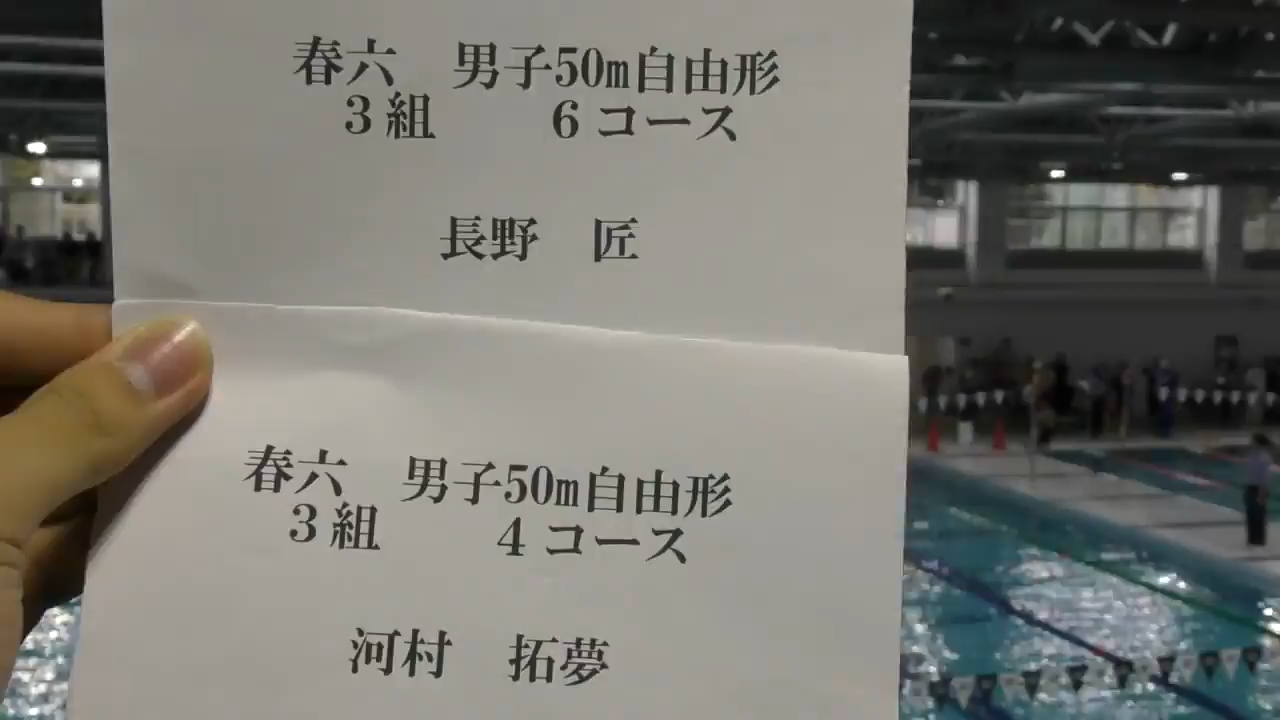 春六　男子50m自由形
3組　　6コース
長野　匠
春六　男子50m自由形
3組　　4コース
河村　拓夢